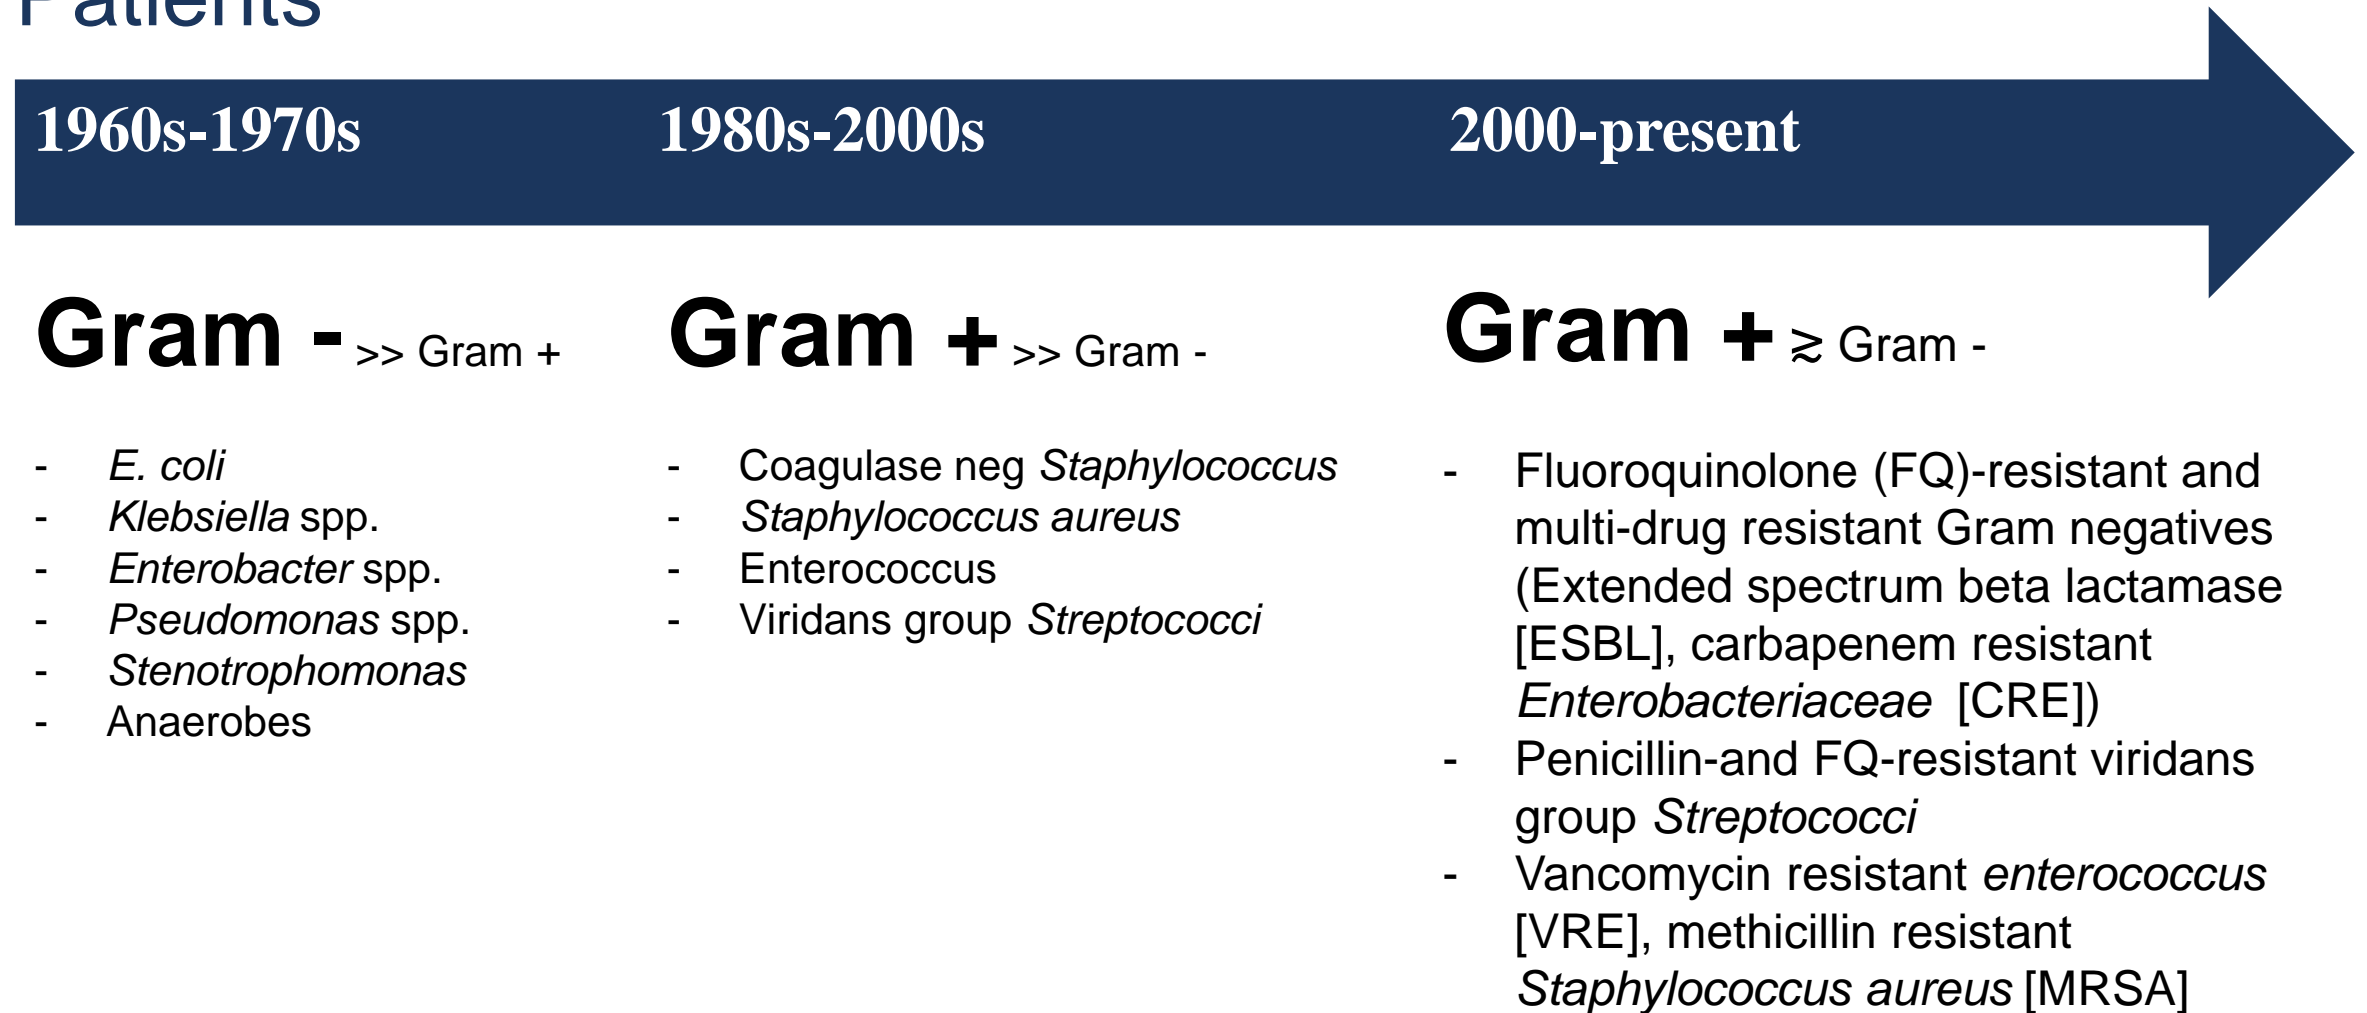 Patients
1960s-1970s
1980s-2000s
2000-present
Gram - >> Gram +
- E. coli
- Klebsiella spp.
- Enterobacter spp.
- Pseudomonas spp.
- Stenotrophomonas
- Anaerobes
Gram + >> Gram -
- Coagulase neg Staphylococcus
- Staphylococcus aureus
- Enterococcus
- Viridans group Streptococci
Gram + ≳ Gram -
- Fluoroquinolone (FQ)-resistant and
multi-drug resistant Gram negatives
(Extended spectrum beta lactamase
[ESBL], carbapenem resistant
Enterobacteriaceae [CRE])
- Penicillin-and FQ-resistant viridans
group Streptococci
- Vancomycin resistant enterococcus
[VRE], methicillin resistant
Staphylococcus aureus [MRSA]